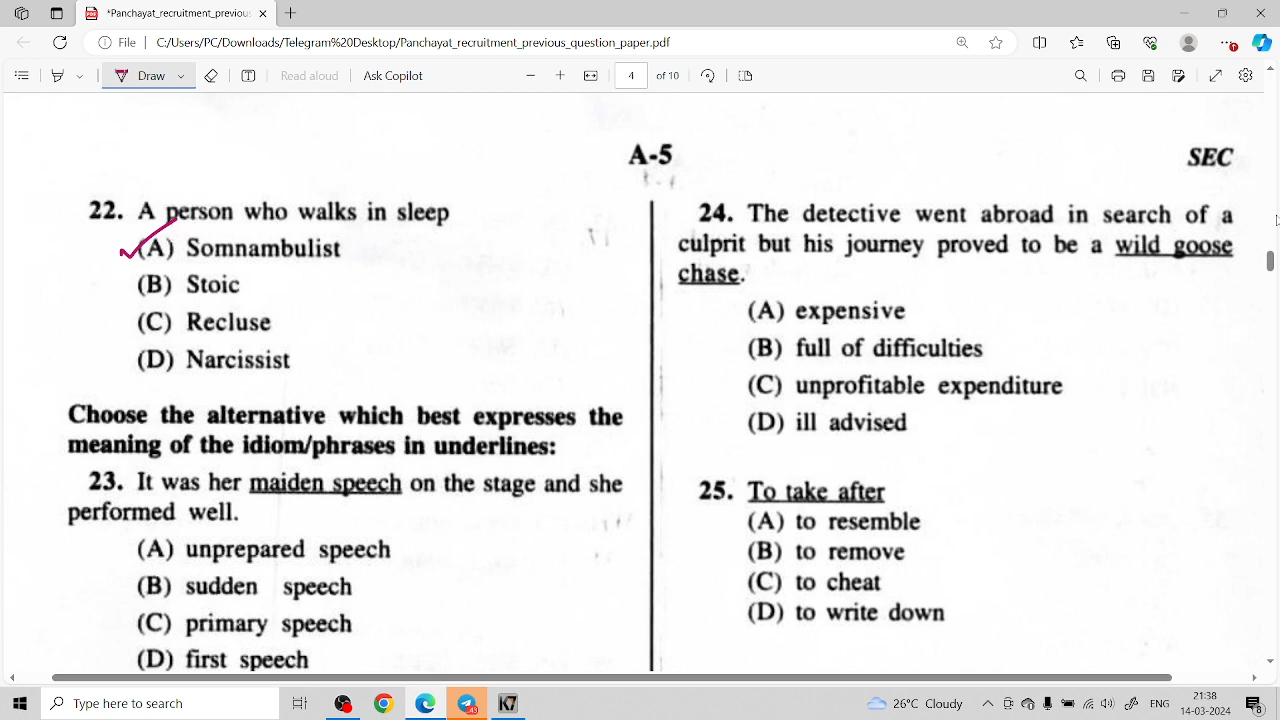 *Panchayat_recruitment_previou
File
C:/Users/PC/Downloads/Telegram%20Desktop/Panchayat_recruitment_previous_question_paper.pdf
Draw
Read aloud
Ask Copilot
4
of 10
A-5
SEC
22. A person who walks in sleep
(A) Somnambulist
(B) Stoic
(C) Recluse
(D) Narcissist
Choose the alternative which best expresses the
meaning of the idiom/phrases in underlines:
23. It was her maiden speech on the stage and she
performed well.
(A) unprepared speech
(B) sudden speech
(C) primary speech
(D) first speech
24. The detective went abroad in search of a
culprit but his journey proved to be a wild goose
chase.
(A) expensive
(B) full of difficulties
(C) unprofitable expenditure
(D) ill advised
25. To take after
(A) to resemble
(B) to remove
(C) to cheat
(D) to write down
Type here to search
20°C Cloudy
ENG
21:38
14-03-2024